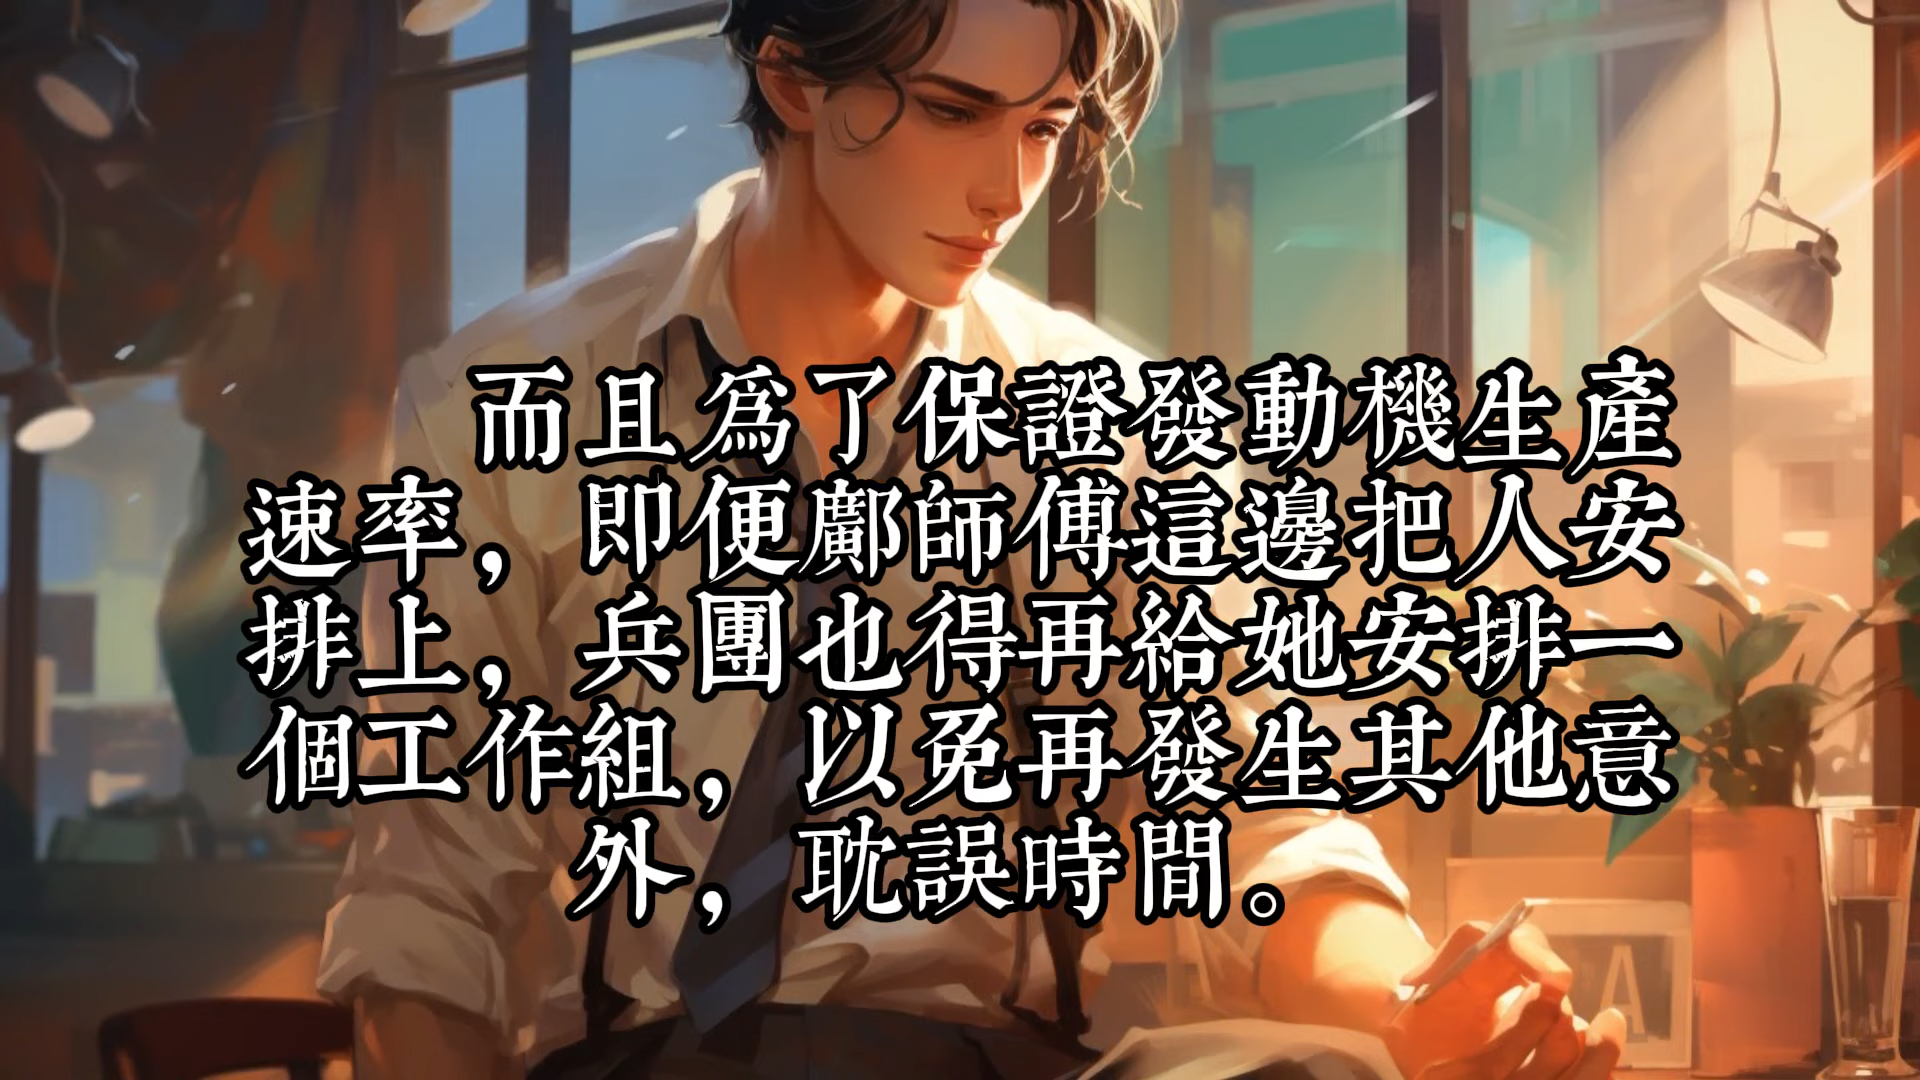 而且爲了保證發動機生產
速率，即便鄺師傅這邊把人安
排上，兵團也得再給她安排一
個工作組，以免再發生其他意
外，耽誤時間。
A